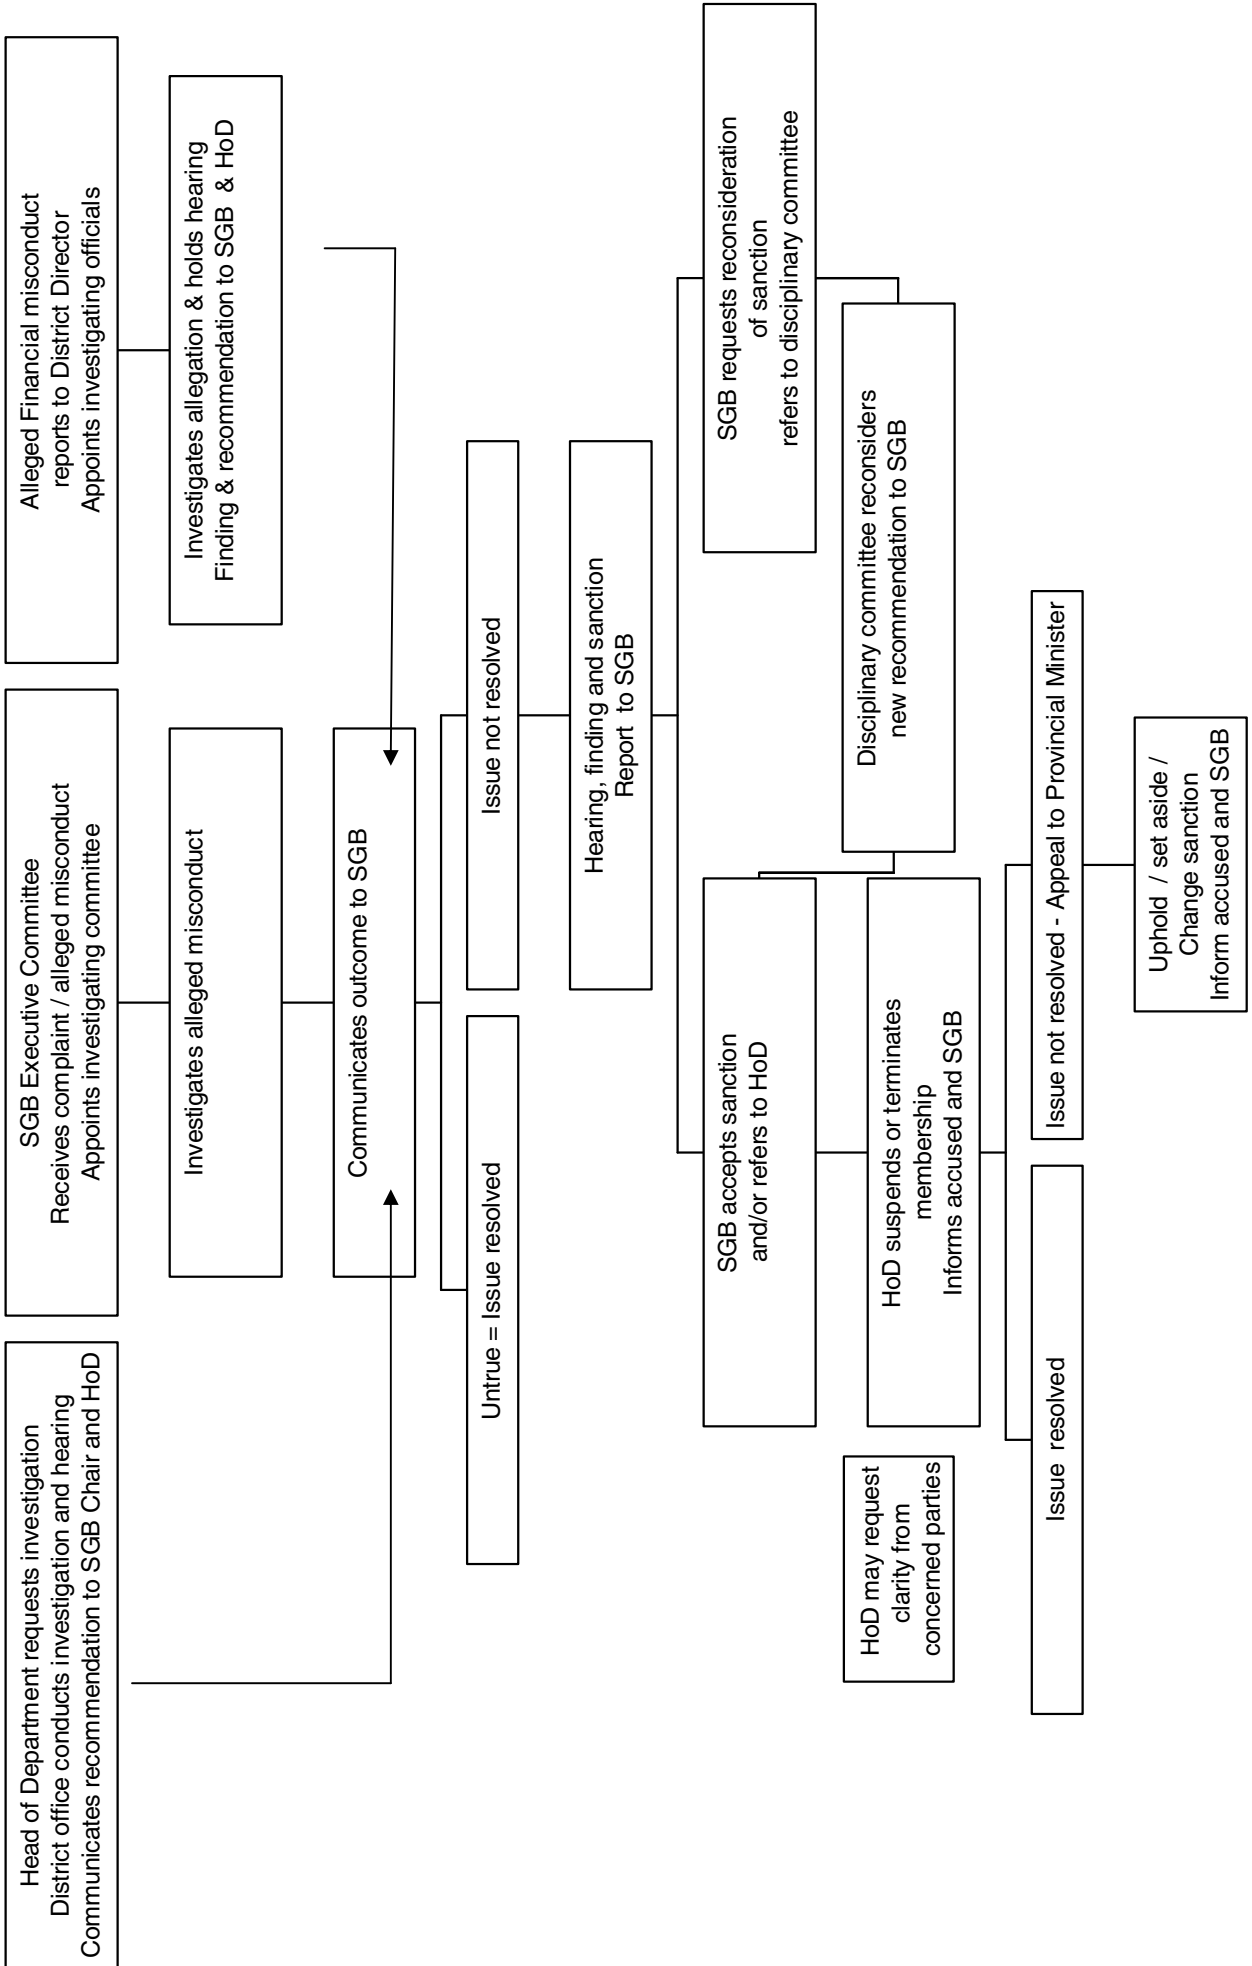 Head of Department requests investigation
District office conducts investigation and hearing
Communicates recommendation to SGB Chair and HoD
SGB Executive Committee
Receives complaint / alleged misconduct
Appoints investigating committee
Alleged Financial misconduct
reports to District Director
Appoints investigating officials
Investigates alleged misconduct
Investigates allegation & holds hearing
Finding & recommendation to SGB & HoD
Communicates outcome to SGB
Untrue = Issue resolved
Issue not resolved
Hearing, finding and sanction
Report to SGB
SGB accepts sanction
and/or refers to HoD
SGB requests reconsideration
of sanction
refers to disciplinary committee
HoD may request
clarity from
concerned parties
HoD suspends or terminates
membership
Informs accused and SGB
Disciplinary committee reconsiders
new recommendation to SGB
Issue resolved
Issue not resolved - Appeal to Provincial Minister
Uphold / set aside /
Change sanction
Inform accused and SGB